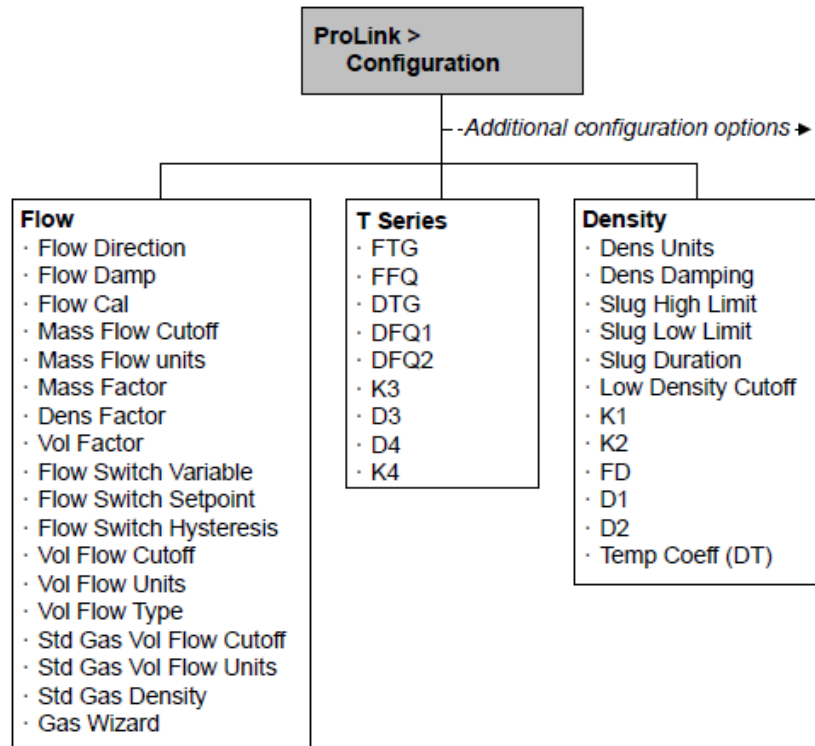 ProLink >
Configuration
Additional configuration options
Flow
· Flow Direction
· Flow Damp
· Flow Cal
· Mass Flow Cutoff
· Mass Flow units
· Mass Factor
· Dens Factor
· Vol Factor
· Flow Switch Variable
· Flow Switch Setpoint
· Flow Switch Hysteresis
· Vol Flow Cutoff
· Vol Flow Units
· Vol Flow Type
· Std Gas Vol Flow Cutoff
· Std Gas Vol Flow Units
· Std Gas Density
· Gas Wizard
T Series
· FTG
· FFQ
· DTG
· DFQ1
· DFQ2
· K3
· D3
· D4
· K4
Density
· Dens Units
· Dens Damping
· Slug High Limit
· Slug Low Limit
· Slug Duration
· Low Density Cutoff
· K1
· K2
· FD
· D1
· D2
· Temp Coeff (DT)